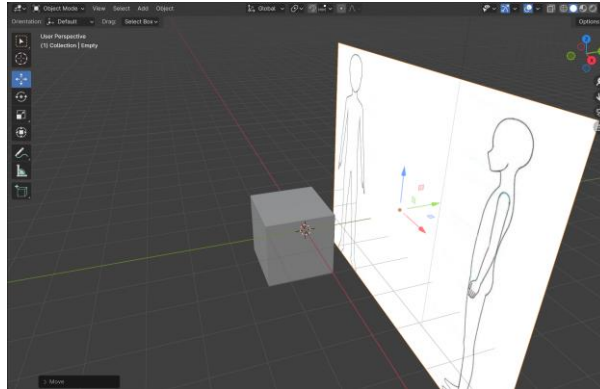 Object Mode View Select Add Object Global
Orientation: Default Drag: Select Box Options
User Perspective
(1) Collection | Empty
> Move